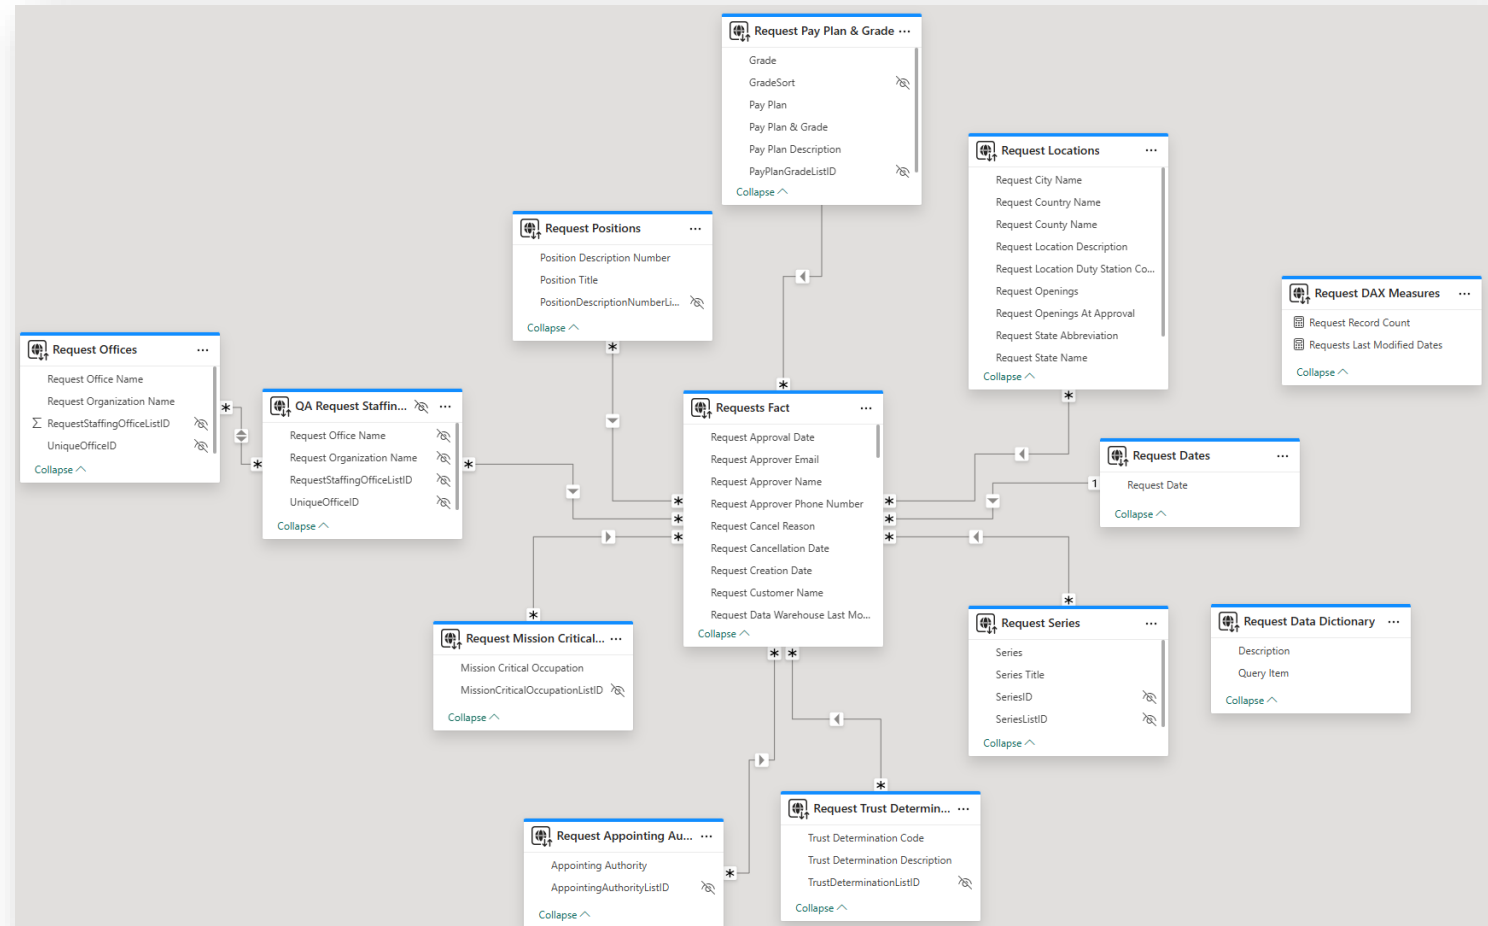 Request Pay Plan & Grade
Grade
GradeSort
Pay Plan
Pay Plan & Grade
Pay Plan Description
PayPlanGradeListID
Collapse
Request Locations
Request City Name
Request Country Name
Request County Name
Request Location Description
Request Location Duty Station Co...
Request Openings
Request Openings At Approval
Request State Abbreviation
Request State Name
Collapse
Request Positions
Position Description Number
Position Title
PositionDescriptionNumberLi...
Collapse
Request DAX Measures
Request Record Count
Requests Last Modified Dates
Collapse
Request Offices
Request Office Name
Request Organization Name
RequestStaffingOfficeListID
UniqueOfficeID
Collapse
QA Request Staffin...
Request Office Name
Request Organization Name
RequestStaffingOfficeListID
UniqueOfficeID
Collapse
Requests Fact
Request Approval Date
Request Approver Email
Request Approver Name
Request Approver Phone Number
Request Cancel Reason
Request Cancellation Date
Request Creation Date
Request Customer Name
Request Data Warehouse Last Mo...
Collapse
Request Dates
1
Request Date
Collapse
Request Mission Critical...
Mission Critical Occupation
MissionCriticalOccupationListID
Collapse
Request Series
Series
Series Title
SeriesID
SeriesListID
Collapse
Request Data Dictionary
Description
Query Item
Collapse
Request Trust Determin...
Trust Determination Code
Trust Determination Description
TrustDeterminationListID
Collapse
Request Appointing Au...
Appointing Authority
AppointingAuthorityListID
Collapse